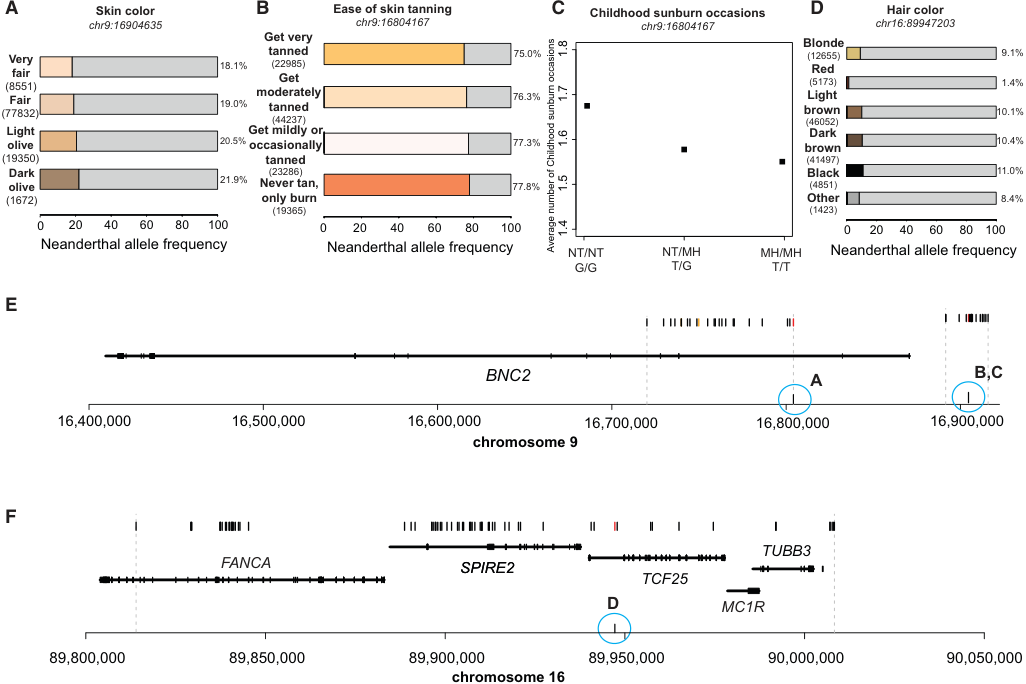 A
Skin color
chr9:16904635
Very
fair
(8551)
18.1%
Fair
(77832)
19.0%
Light
olive
(19350)
20.5%
Dark
olive
(1672)
21.9%
0 20 40 60 80 100
Neanderthal allele frequency
B
Ease of skin tanning
chr9:16804167
Get very
tanned
(22985)
75.0%
Get
moderately
tanned
(44237)
76.3%
Get mildly or
occasionally
tanned
(23286)
77.3%
Never tan,
only burn
(19365)
77.8%
0 20 40 60 80 100
Neanderthal allele frequency
C
Childhood sunburn occasions
chr9:16804167
Average number of Childhood sunburn occasions
1.8
1.7
1.6
1.5
1.4
NT/NT NT/MH MH/MH
G/G T/G T/T
D
Hair color
chr16:89947203
Blonde
(12655)
9.1%
Red
(5173)
1.4%
Light
brown
(46052)
10.1%
Dark
brown
(41497)
10.4%
Black
(4851)
11.0%
Other
(1423)
8.4%
0 20 40 60 80 100
Neanderthal allele frequency
E
BNC2
A
B,C
16,400,000 16,500,000 16,600,000 16,700,000 16,800,000 16,900,000
chromosome 9
F
FANCA
SPIRE2
TCF25
MC1R
TUBB3
D
89,800,000 89,850,000 89,900,000 89,950,000 90,000,000 90,050,000
chromosome 16